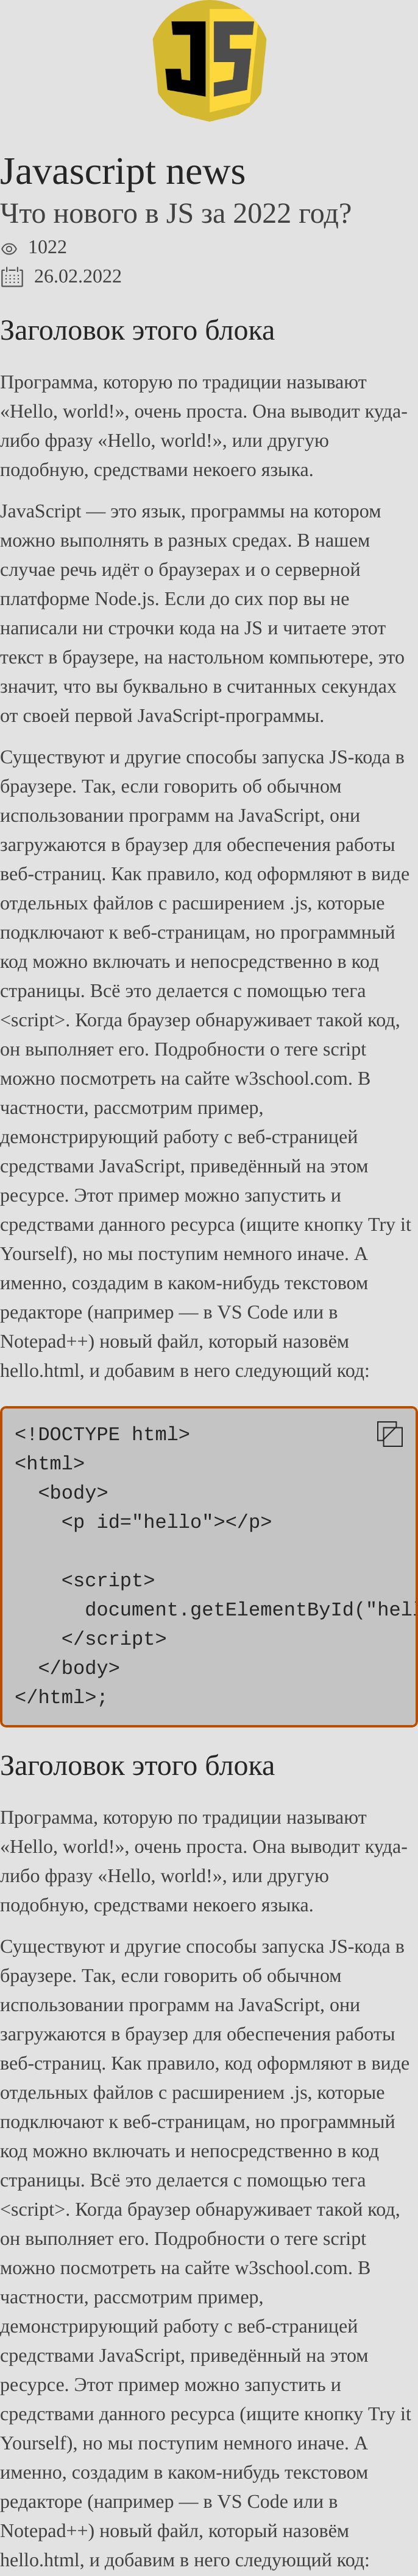 JS
Javascript news
Что нового в JS за 2022 год?
1022
26.02.2022
Заголовок этого блока
Программа, которую по традиции называют
«Hello, world!», очень проста. Она выводит куда-
либо фразу «Hello, world!», или другую
подобную, средствами некоего языка.
JavaScript — это язык, программы на котором
можно выполнять в разных средах. В нашем
случае речь идёт о браузерах и о серверной
платформе Node.js. Если до сих пор вы не
написали ни строчки кода на JS и читаете этот
текст в браузере, на настольном компьютере, это
значит, что вы буквально в считанных секундах
от своей первой JavaScript-программы.
Существуют и другие способы запуска JS-кода в
браузере. Так, если говорить об обычном
использовании программ на JavaScript, они
загружаются в браузер для обеспечения работы
веб-страниц. Как правило, код оформляют в виде
отдельных файлов с расширением .js, которые
подключают к веб-страницам, но программный
код можно включать и непосредственно в код
страницы. Всё это делается с помощью тега
<script>. Когда браузер обнаруживает такой код,
он выполняет его. Подробности о теге script
можно посмотреть на сайте w3school.com. В
частности, рассмотрим пример,
демонстрирующий работу с веб-страницей
средствами JavaScript, приведённый на этом
ресурсе. Этот пример можно запустить и
средствами данного ресурса (ищите кнопку Try it
Yourself), но мы поступим немного иначе. А
именно, создадим в каком-нибудь текстовом
редакторе (например — в VS Code или в
Notepad++) новый файл, который назовём
hello.html, и добавим в него следующий код:
<!DOCTYPE html>
<html>
  <body>
    <p id="hello"></p>
    <script>
      document.getElementById("hell
    </script>
  </body>
</html>;
Заголовок этого блока
Программа, которую по традиции называют
«Hello, world!», очень проста. Она выводит куда-
либо фразу «Hello, world!», или другую
подобную, средствами некоего языка.
Существуют и другие способы запуска JS-кода в
браузере. Так, если говорить об обычном
использовании программ на JavaScript, они
загружаются в браузер для обеспечения работы
веб-страниц. Как правило, код оформляют в виде
отдельных файлов с расширением .js, которые
подключают к веб-страницам, но программный
код можно включать и непосредственно в код
страницы. Всё это делается с помощью тега
<script>. Когда браузер обнаруживает такой код,
он выполняет его. Подробности о теге script
можно посмотреть на сайте w3school.com. В
частности, рассмотрим пример,
демонстрирующий работу с веб-страницей
средствами JavaScript, приведённый на этом
ресурсе. Этот пример можно запустить и
средствами данного ресурса (ищите кнопку Try it
Yourself), но мы поступим немного иначе. А
именно, создадим в каком-нибудь текстовом
редакторе (например — в VS Code или в
Notepad++) новый файл, который назовём
hello.html, и добавим в него следующий код: